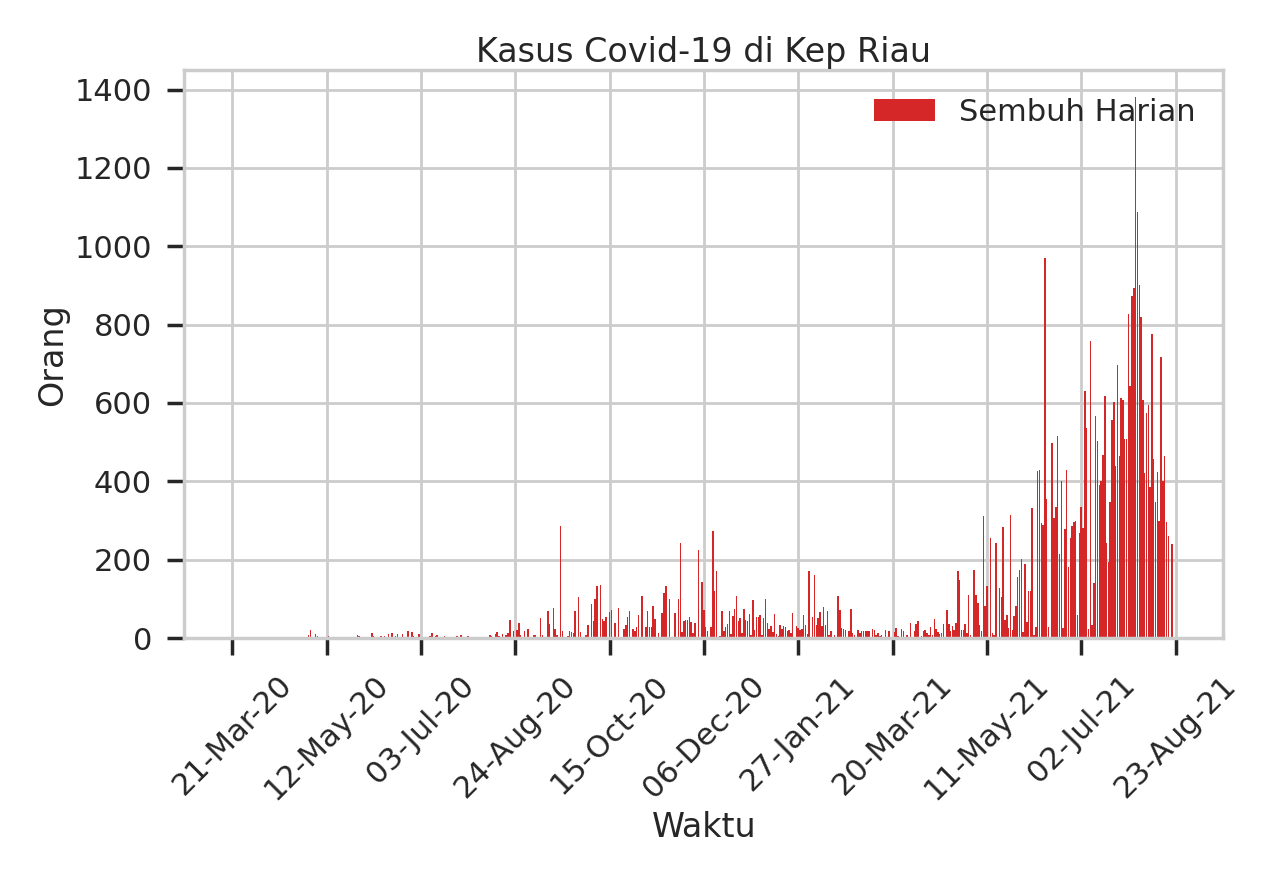 Kasus Covid-19 di Kep Riau
Sembuh Harian
Orang
1400
1200
1000
800
600
400
200
0
21-Mar-20
12-May-20
03-Jul-20
24-Aug-20
15-Oct-20
06-Dec-20
27-Jan-21
20-Mar-21
11-May-21
02-Jul-21
23-Aug-21
Waktu